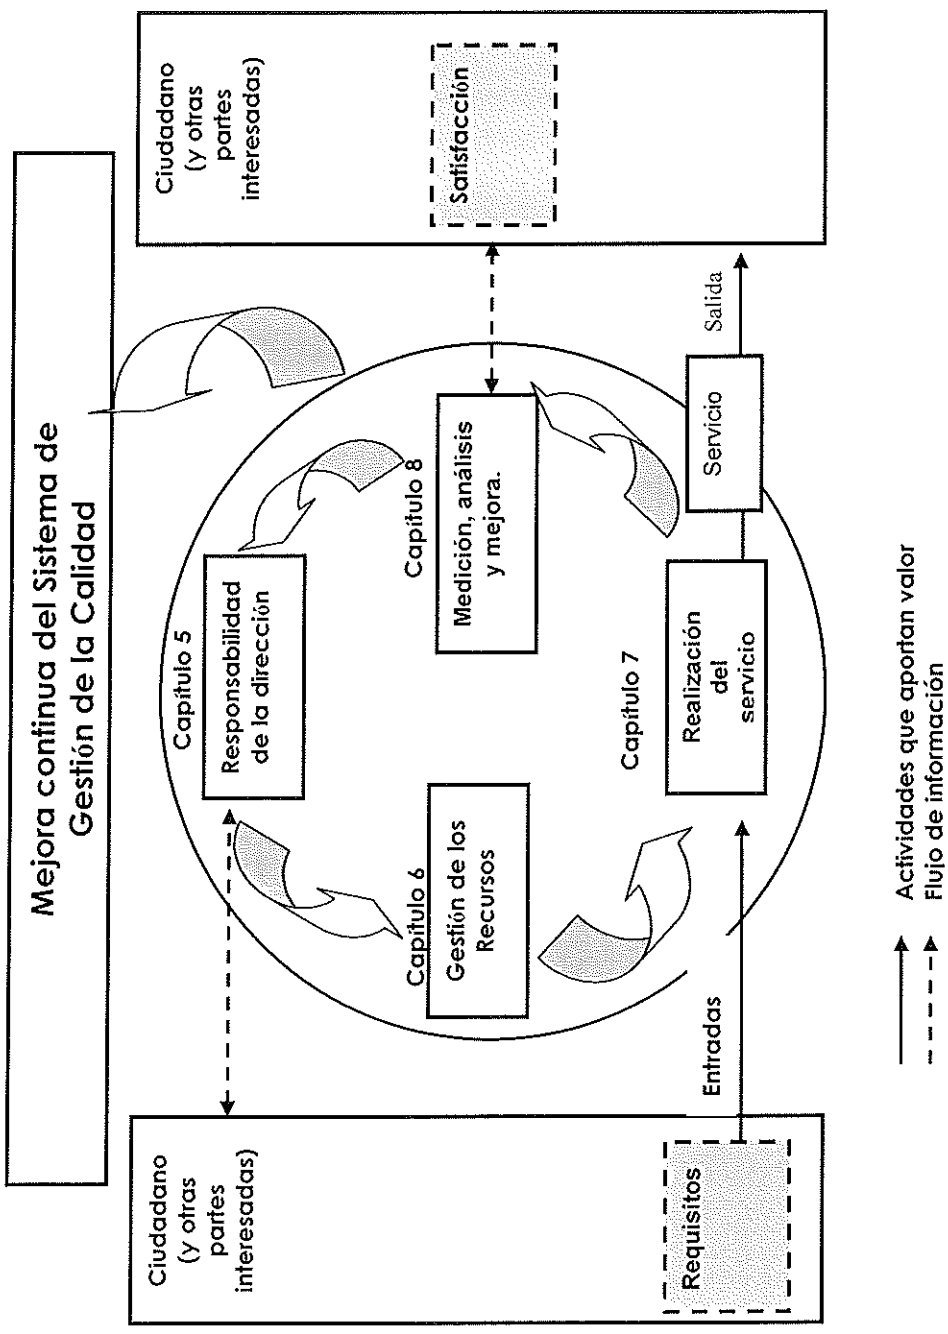 Mejora continua del Sistema de
Gestión de la Calidad
Ciudadano
(y otras
partes
interesadas)
Ciudadano
(y otras
partes
interesadas)
Capítulo 5
Responsabilidad
de la dirección
Capítulo 6
Gestión de los
Recursos
Capítulo 8
Medición, análisis
y mejora.
Satisfacción
Capítulo 7
Realización
del
servicio
Requisitos
Entradas
Servicio
Salida
Actividades que aportan valor
Flujo de información